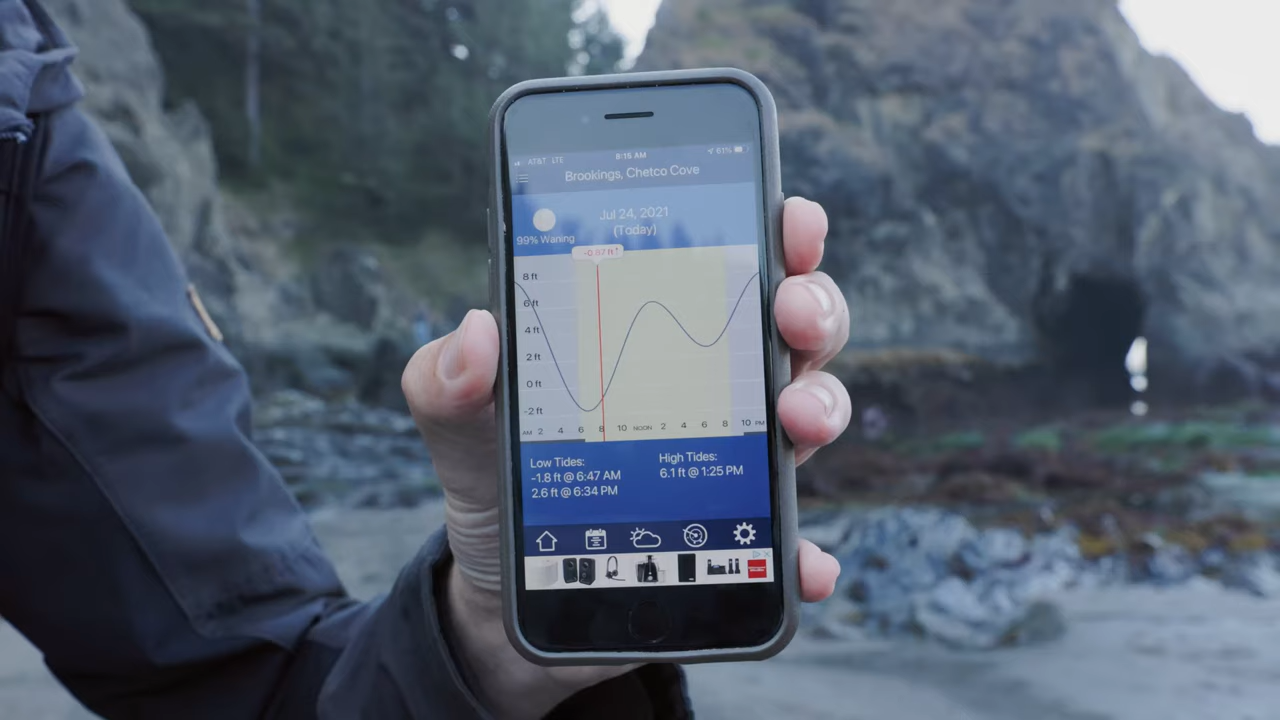 AT&T LTE 8:15 AM 61%
Brookings, Chetco Cove
Jul 24, 2021
(Today)
99% Waning
-0.87 ft
8 ft
6 ft
4 ft
2 ft
0 ft
-2 ft
AM 2 4 6 8 10 NOON 2 4 6 8 10 PM
Low Tides:
-1.8 ft @ 6:47 AM
2.6 ft @ 6:34 PM
High Tides:
6.1 ft @ 1:25 PM